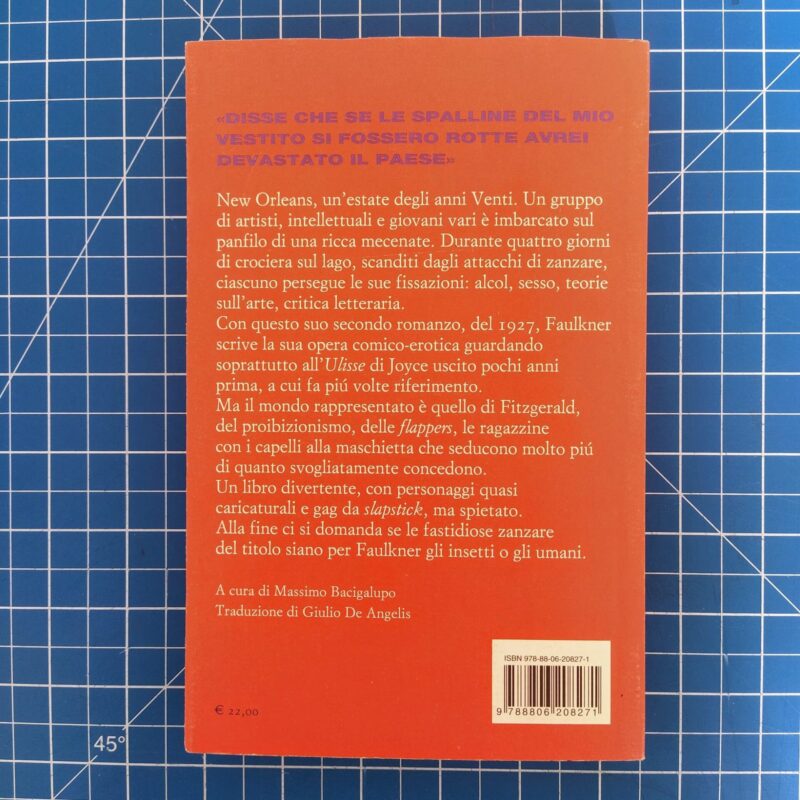 «DISSE CHE SE LE SPALLINE DEL MIO
VESTITO SI FOSSERO ROTTE AVREI
DEVASTATO IL PAESE»
New Orleans, un'estate degli anni Venti. Un gruppo
di artisti, intellettuali e giovani vari è imbarcato sul
panfilo di una ricca mecenate. Durante quattro giorni
di crociera sul lago, scanditi dagli attacchi di zanzare,
ciascuno persegue le sue fissazioni: alcol, sesso, teorie
sull'arte, critica letteraria.
Con questo suo secondo romanzo, del 1927, Faulkner
scrive la sua opera comico-erotica guardando
soprattutto all'Ulisse di Joyce uscito pochi anni
prima, a cui fa piú volte riferimento.
Ma il mondo rappresentato è quello di Fitzgerald,
del proibizionismo, delle flappers, le ragazzine
con i capelli alla maschietta che seducono molto piú
di quanto svogliatamente concedono.
Un libro divertente, con personaggi quasi
caricaturali e gag da slapstick, ma spietato.
Alla fine ci si domanda se le fastidiose zanzare
del titolo siano per Faulkner gli insetti o gli umani.
A cura di Massimo Bacigalupo
Traduzione di Giulio De Angelis
ISBN 978-88-06-20827-1
9 788806 208271
€ 22,00
45°